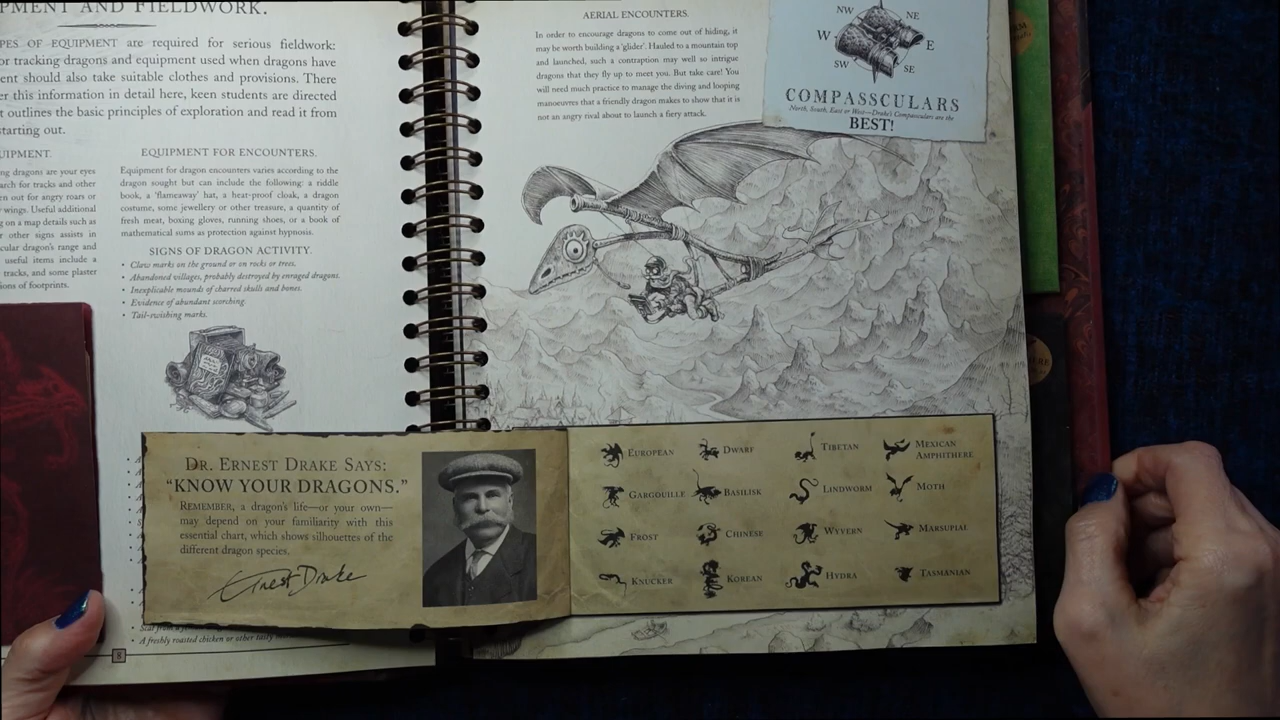 PMENT AND FIELDWORK.
PES OF EQUIPMENT are required for serious fieldwork:
or tracking dragons and equipment used when dragons have
ent should also take suitable clothes and provisions. There
er this information in detail here, keen students are directed
t outlines the basic principles of exploration and read it from
starting out.
UIPMENT.
ng dragons are your eyes
arch for tracks and other
en out for angry roars or
wings. Useful additional
g on a map details such as
r other signs assists in
cular dragon's range and
useful items include a
tracks, and some plaster
ions of footprints.
EQUIPMENT FOR ENCOUNTERS.
Equipment for dragon encounters varies according to the
dragon sought but can include the following: a riddle
book, a 'flameaway' hat, a heat-proof cloak, a dragon
costume, some jewellery or other treasure, a quantity of
fresh meat, boxing gloves, running shoes, or a book of
mathematical sums as protection against hypnosis.
SIGNS OF DRAGON ACTIVITY.
• Claw marks on the ground or on rocks or trees.
• Abandoned villages, probably destroyed by enraged dragons.
• Inexplicable mounds of charred skulls and bones.
• Evidence of abundant scorching.
• Tail-swishing marks.
• A freshly roasted chicken or other tasty
8
AERIAL ENCOUNTERS.
In order to encourage dragons to come out of hiding, it
may be worth building a 'glider'. Hauled to a mountain top
and launched, such a contraption may well so intrigue
dragons that they fly up to meet you. But take care! You
will need much practice to manage the diving and looping
manoeuvres that a friendly dragon makes to show that it is
not an angry rival about to launch a fiery attack.
NW NE
W E
SW SE
COMPASSCULARS
North, South, East or West—Drake's Compassculars are the
BEST!
DR. ERNEST DRAKE SAYS:
"KNOW YOUR DRAGONS."
REMEMBER, a dragon's life—or your own—
may depend on your familiarity with this
essential chart, which shows silhouettes of the
different dragon species.
Ernest Drake
EUROPEAN DWARF TIBETAN MEXICAN AMPHITHERE
GARGOUILLE BASILISK LINDWORM MOTH
FROST CHINESE WYVERN MARSUPIAL
KNUCKER KOREAN HYDRA TASMANIAN